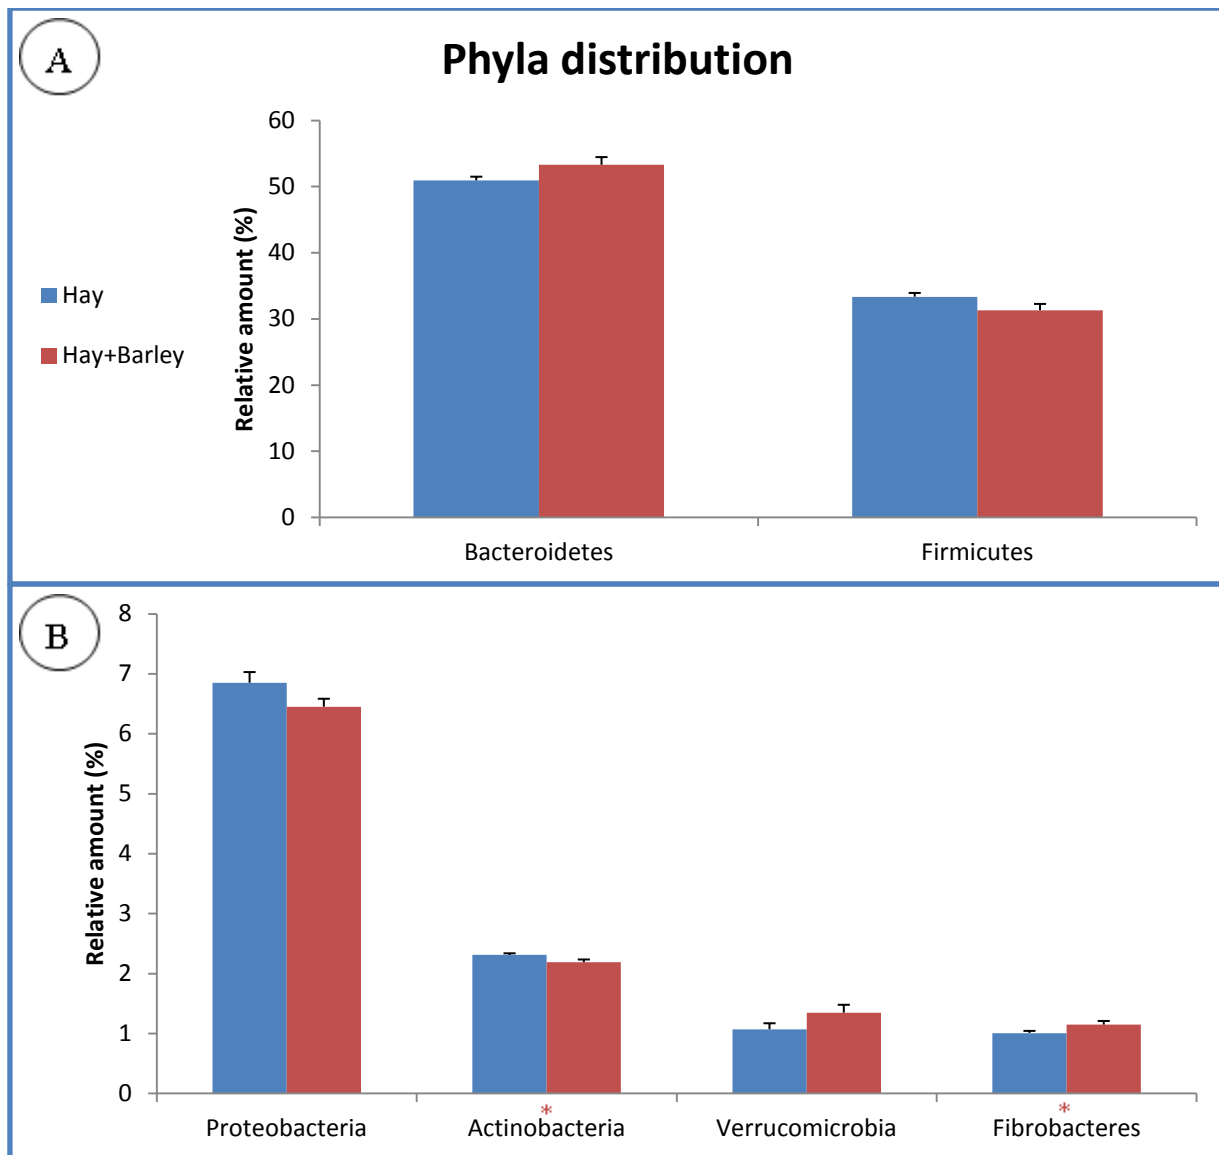 A
Phyla distribution
60
50
40
30
20
10
0
Relative amount (%)
Hay
Hay+Barley
Bacteroidetes Firmicutes
B
8
7
6
5
4
3
2
1
0
Relative amount (%)
* *
Proteobacteria Actinobacteria Verrucomicrobia Fibrobacteres